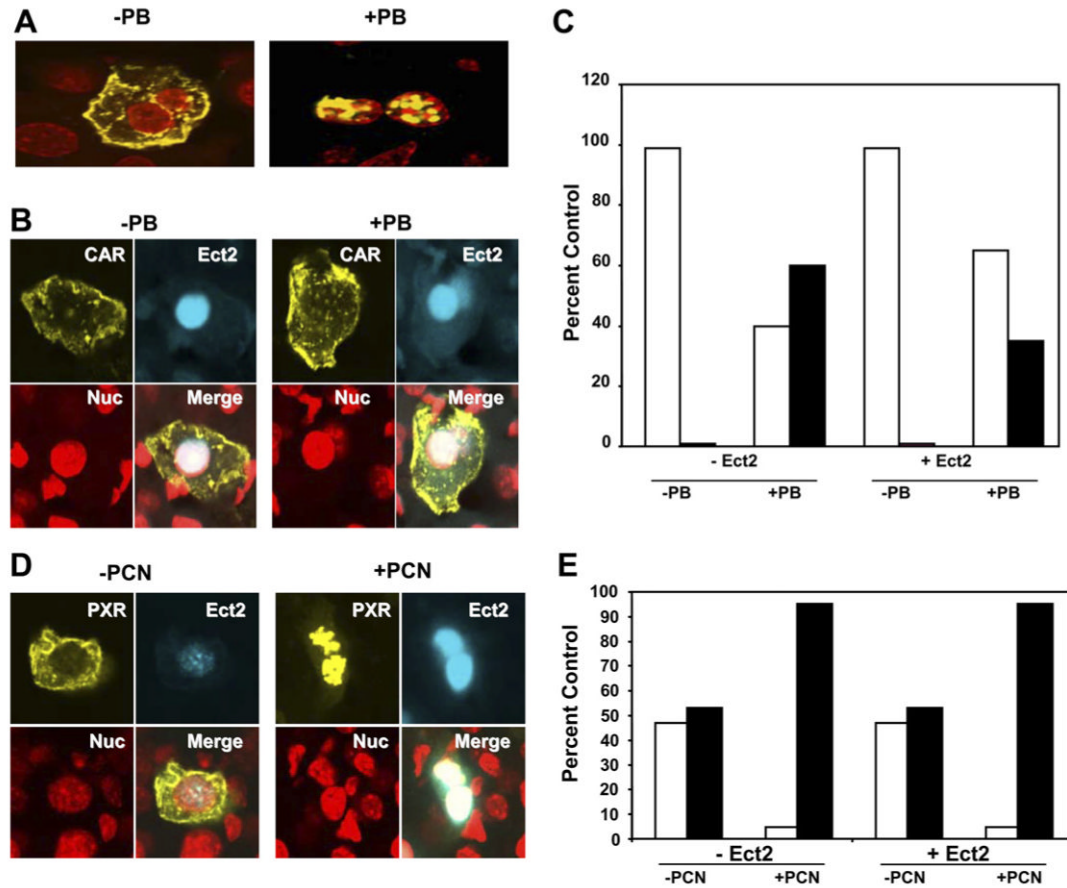 A
-PB
+PB
B
-PB
+PB
CAR
Ect2
CAR
Ect2
Nuc
Merge
Nuc
Merge
C
Percent Control
120
100
80
60
40
20
0
- Ect2
+ Ect2
-PB
+PB
-PB
+PB
D
-PCN
+PCN
PXR
Ect2
PXR
Ect2
Nuc
Merge
Nuc
Merge
E
Percent Control
100
90
80
70
60
50
40
30
20
10
0
- Ect2
+ Ect2
-PCN
+PCN
-PCN
+PCN